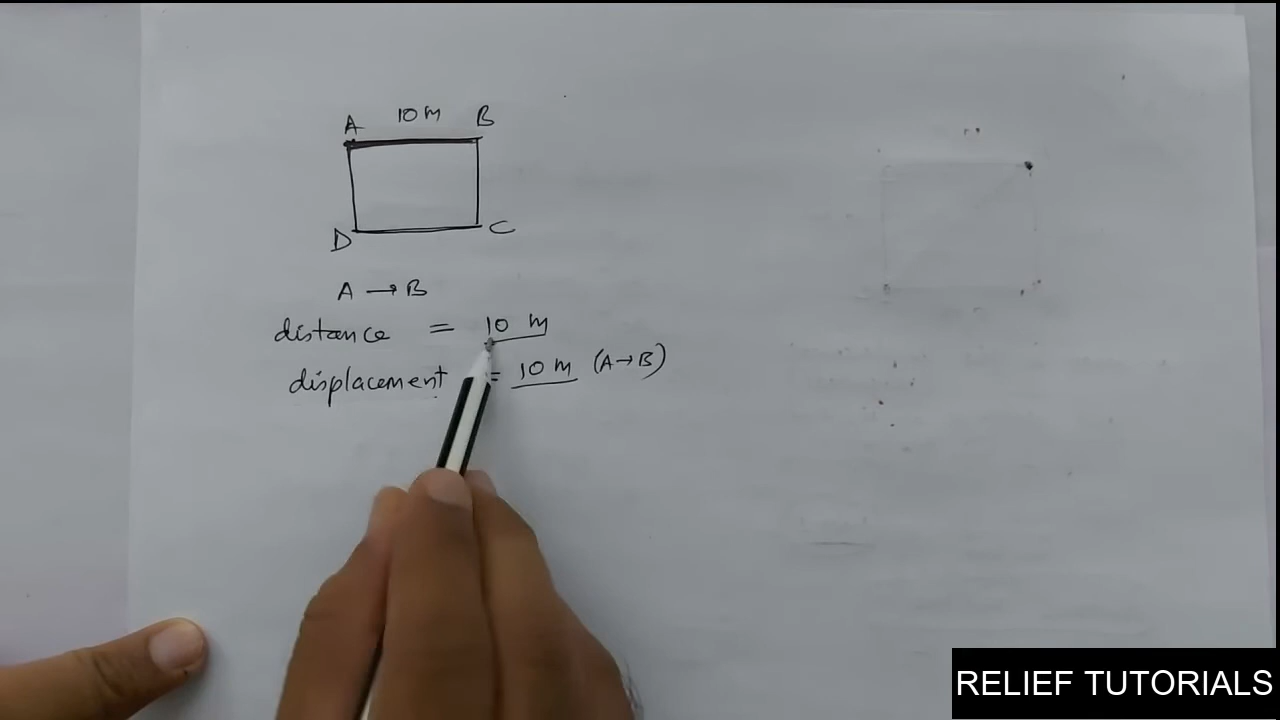 A 10 m B
D C
A → B
distance = 10 m
displacement = 10 m (A→B)
RELIEF TUTORIALS